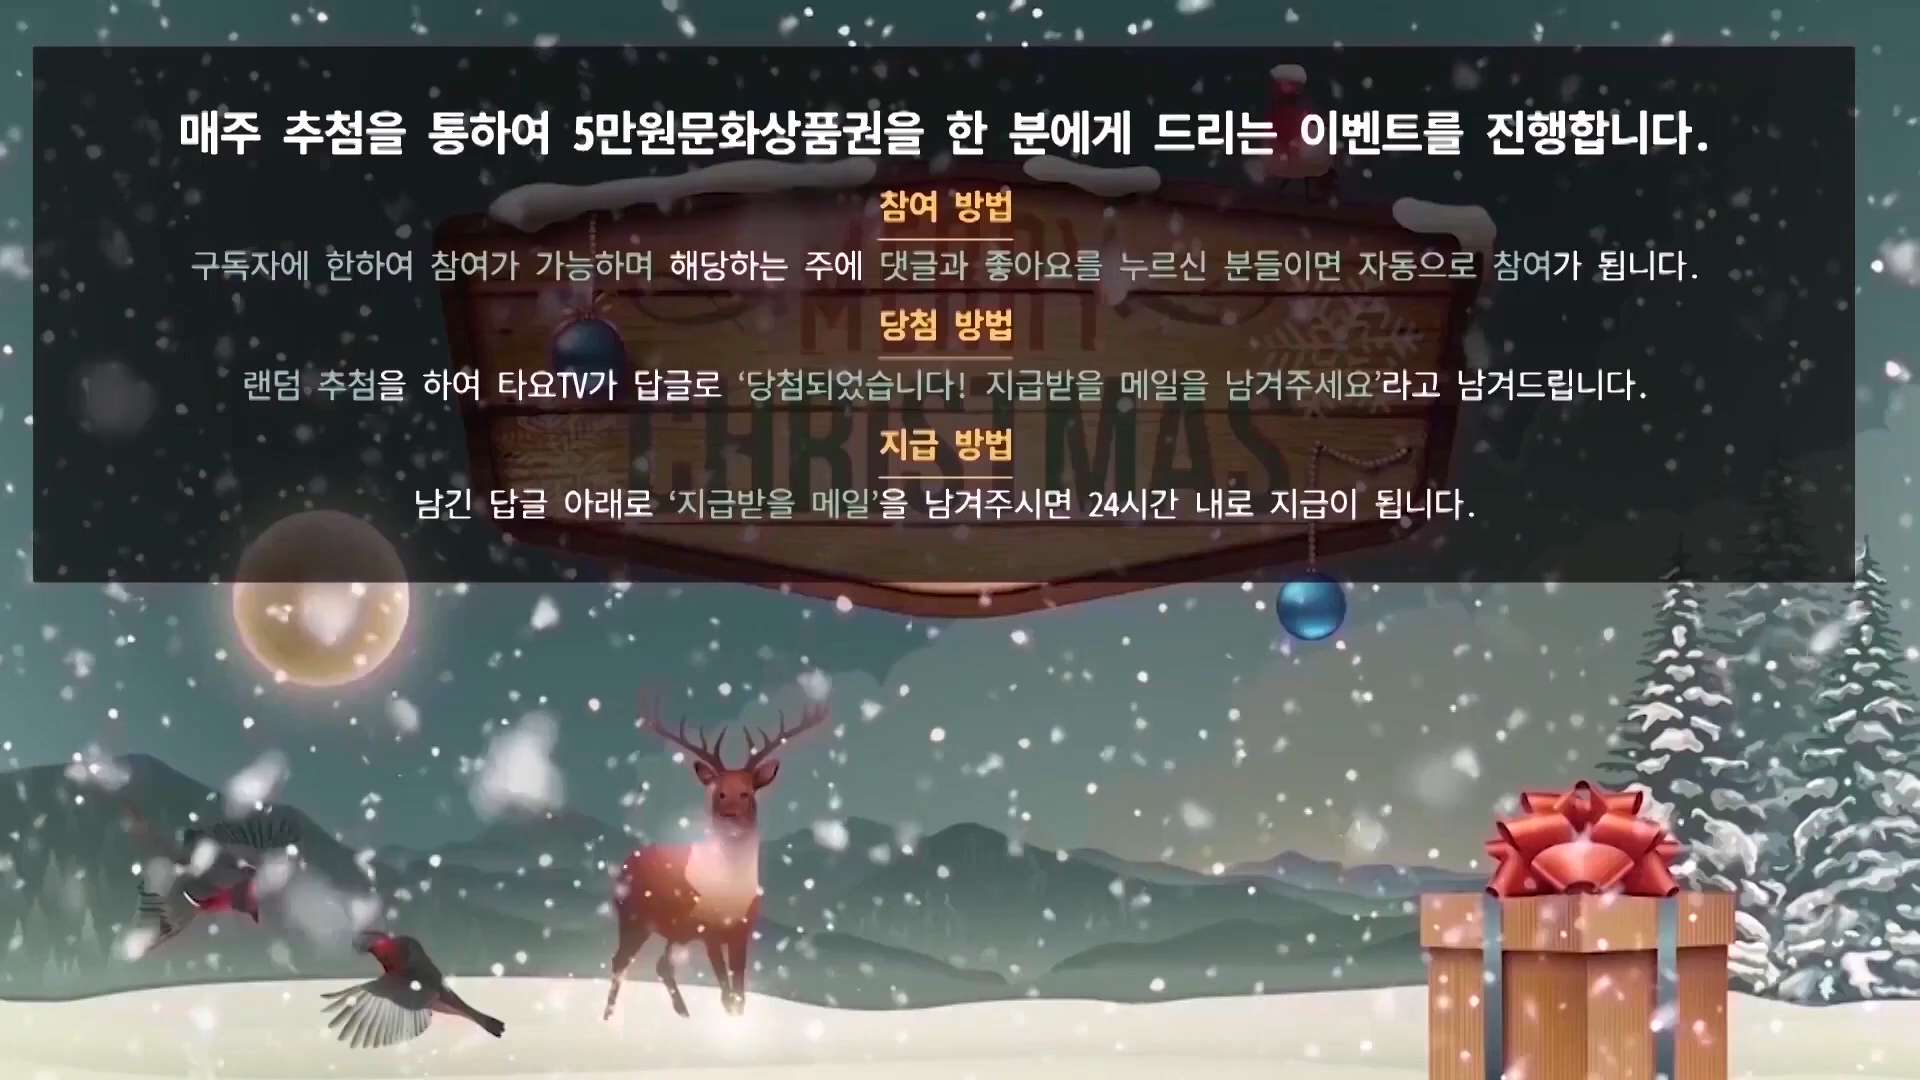 매주 추첨을 통하여 5만원문화상품권을 한 분에게 드리는 이벤트를 진행합니다.
참여 방법
구독자에 한하여 참여가 가능하며 해당하는 주에 댓글과 좋아요를 누르신 분들이면 자동으로 참여가 됩니다.
당첨 방법
랜덤 추첨을 하여 타요TV가 답글로 ‘당첨되었습니다! 지급받을 메일을 남겨주세요’라고 남겨드립니다.
지급 방법
남긴 답글 아래로 ‘지급받을 메일’을 남겨주시면 24시간 내로 지급이 됩니다.
MERRY
CHRISTMAS